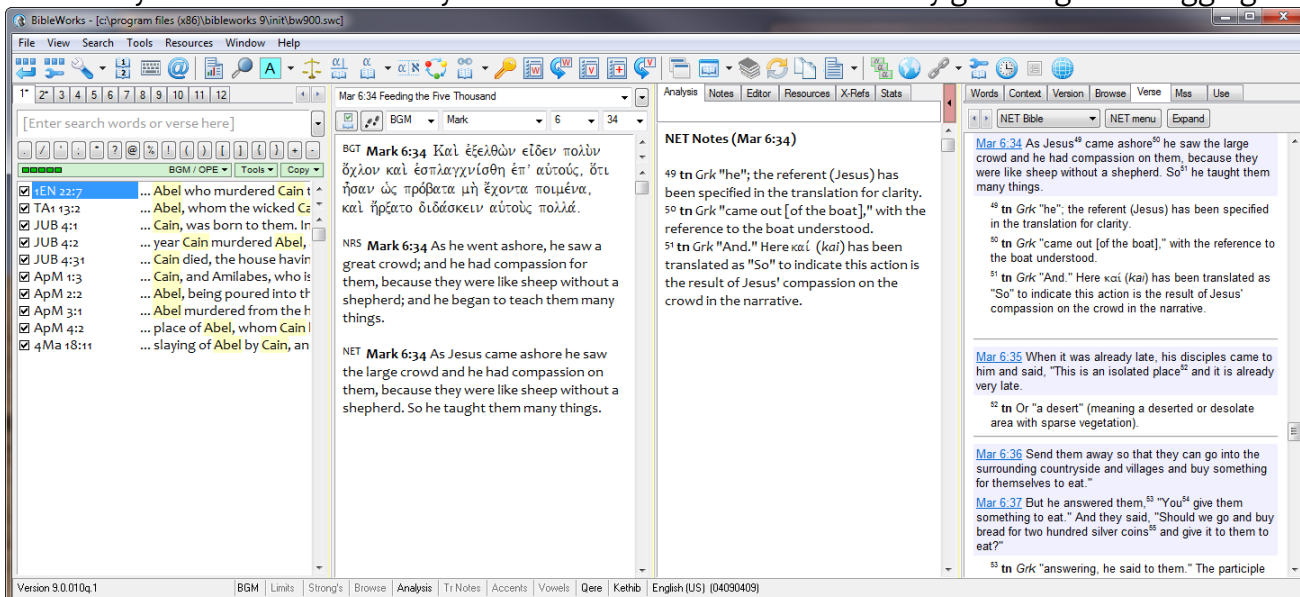 BibleWorks - [c:\program files (x86)\bibleworks 9\init\bw900.swc]
File View Search Tools Resources Window Help
1* 2* 3 4 5 6 7 8 9 10 11 12
[Enter search words or verse here]
BGM / OPE Tools Copy
1EN 22:7 ... Abel who murdered Cain t
TA1 13:2 ... Abel, whom the wicked Ca
JUB 4:1 ... Cain, was born to them. In
JUB 4:2 ... year Cain murdered Abel,
JUB 4:31 ... Cain died, the house havin
ApM 1:3 ... Cain, and Amilabes, who is
ApM 2:2 ... Abel, being poured into th
ApM 3:1 ... Abel murdered from the h
ApM 4:2 ... place of Abel, whom Cain
4Ma 18:11 ... slaying of Abel by Cain, an
Mar 6:34 Feeding the Five Thousand
BGM Mark 6 34
BGT Mark 6:34 Καὶ ἐξελθὼν εἶδεν πολὺν
ὄχλον καὶ ἐσπλαγχνίσθη ἐπ' αὐτούς, ὅτι
ἦσαν ὡς πρόβατα μὴ ἔχοντα ποιμένα,
καὶ ἤρξατο διδάσκειν αὐτοὺς πολλά.
NRS Mark 6:34 As he went ashore, he saw a
great crowd; and he had compassion for
them, because they were like sheep without a
shepherd; and he began to teach them many
things.
NET Mark 6:34 As Jesus came ashore he saw
the large crowd and he had compassion on
them, because they were like sheep without a
shepherd. So he taught them many things.
Analysis Notes Editor Resources X-Refs Stats
NET Notes (Mar 6:34)
49 tn Grk "he"; the referent (Jesus) has
been specified in the translation for clarity.
50 tn Grk "came out [of the boat]," with the
reference to the boat understood.
51 tn Grk "And." Here καί (kai) has been
translated as "So" to indicate this action is
the result of Jesus' compassion on the
crowd in the narrative.
Words Context Version Browse Verse Mss Use
NET Bible NET menu Expand
Mar 6:34 As Jesus49 came ashore50 he saw the large
crowd and he had compassion on them, because they
were like sheep without a shepherd. So51 he taught them
many things.
49 tn Grk "he"; the referent (Jesus) has been specified
in the translation for clarity.
50 tn Grk "came out [of the boat]," with the reference to
the boat understood.
51 tn Grk "And." Here καί (kai) has been translated as
"So" to indicate this action is the result of Jesus'
compassion on the crowd in the narrative.
Mar 6:35 When it was already late, his disciples came to
him and said, "This is an isolated place52 and it is already
very late.
52 tn Or "a desert" (meaning a deserted or desolate
area with sparse vegetation).
Mar 6:36 Send them away so that they can go into the
surrounding countryside and villages and buy something
for themselves to eat."
Mar 6:37 But he answered them,53 "You54 give them
something to eat." And they said, "Should we go and buy
bread for two hundred silver coins55 and give it to them to
eat?"
53 tn Grk "answering, he said to them." The participle
Version 9.0.010q.1 BGM Limits Strong's Browse Analysis Tr Notes Accents Vowels Qere Kethib English (US) (04090409)